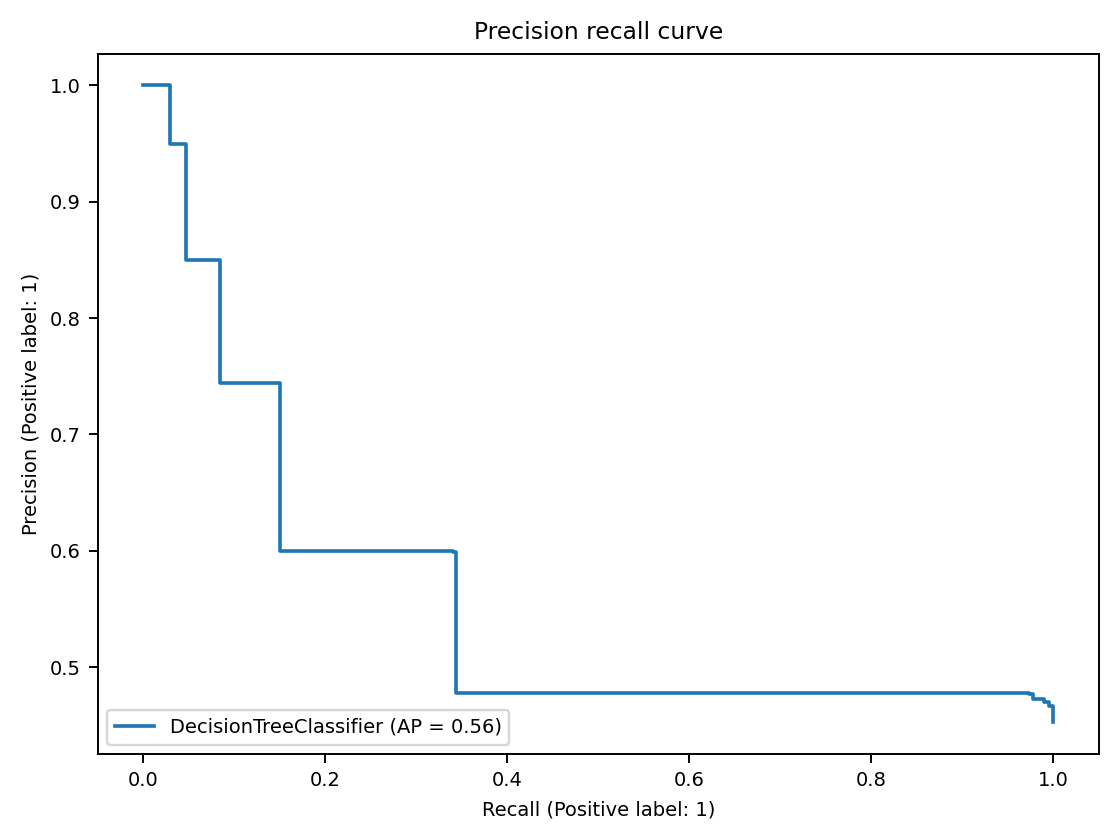 Precision recall curve
Precision (Positive label: 1)
1.0
0.9
0.8
0.7
0.6
0.5
DecisionTreeClassifier (AP = 0.56)
0.0 0.2 0.4 0.6 0.8 1.0
Recall (Positive label: 1)